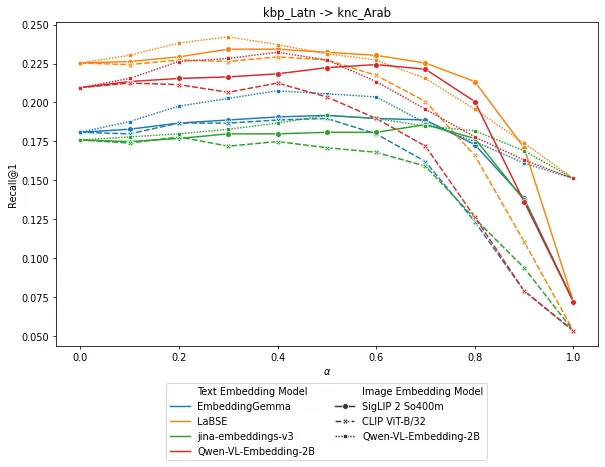 kbp_Latn -> knc_Arab
Recall@1
0.250
0.225
0.200
0.175
0.150
0.125
0.100
0.075
0.050
0.0 0.2 0.4 0.6 0.8 1.0
α
Text Embedding Model
EmbeddingGemma
LaBSE
jina-embeddings-v3
Qwen-VL-Embedding-2B
Image Embedding Model
SigLIP 2 So400m
CLIP ViT-B/32
Qwen-VL-Embedding-2B